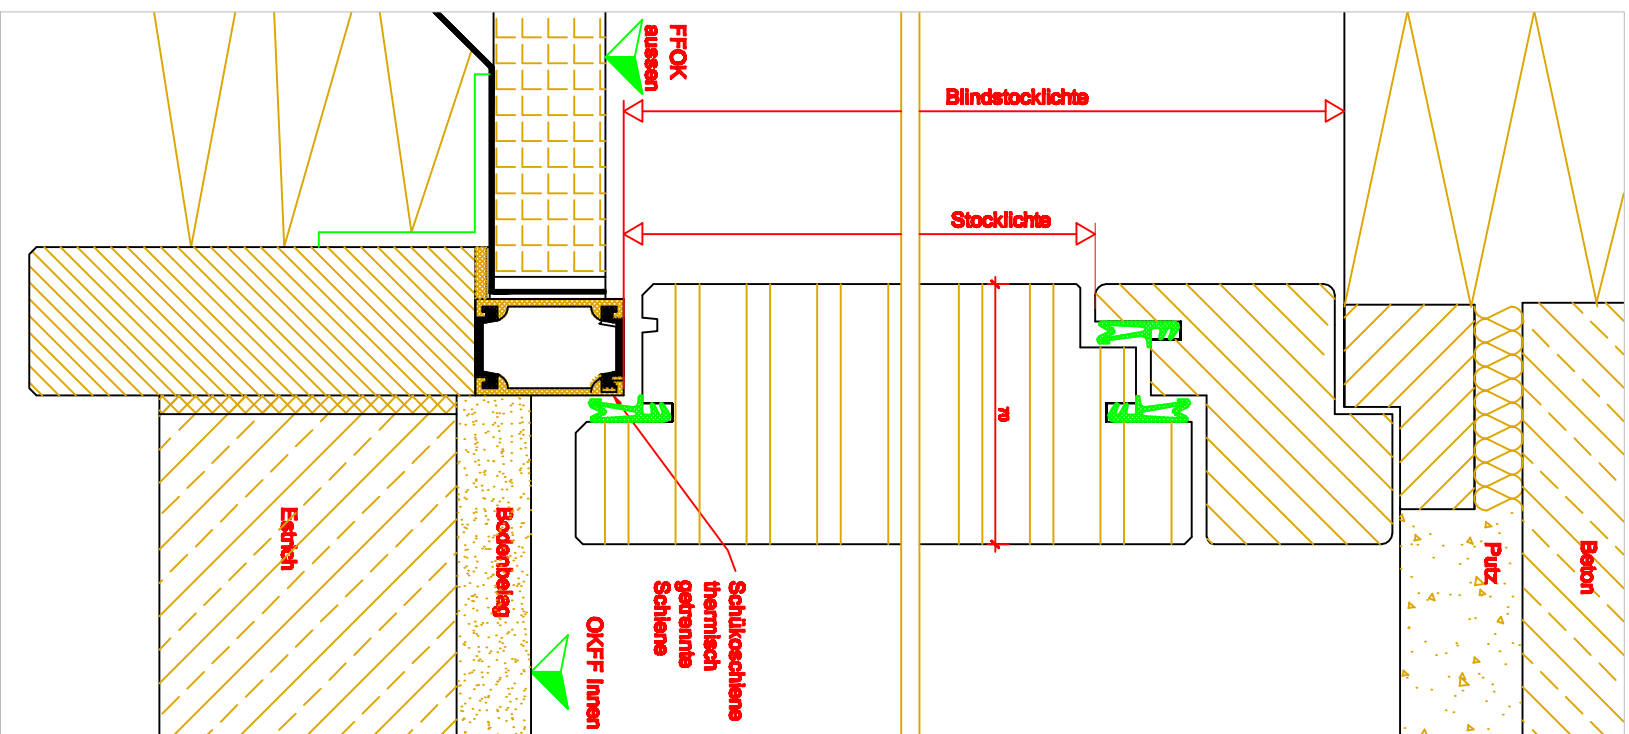 FFOK
aussen
Blindstocklichte
Stocklichte
70
Estrich
Bodenbelag
OKFF innen
Schükoschiene
thermisch
getrennte
Schiene
Putz
Beton